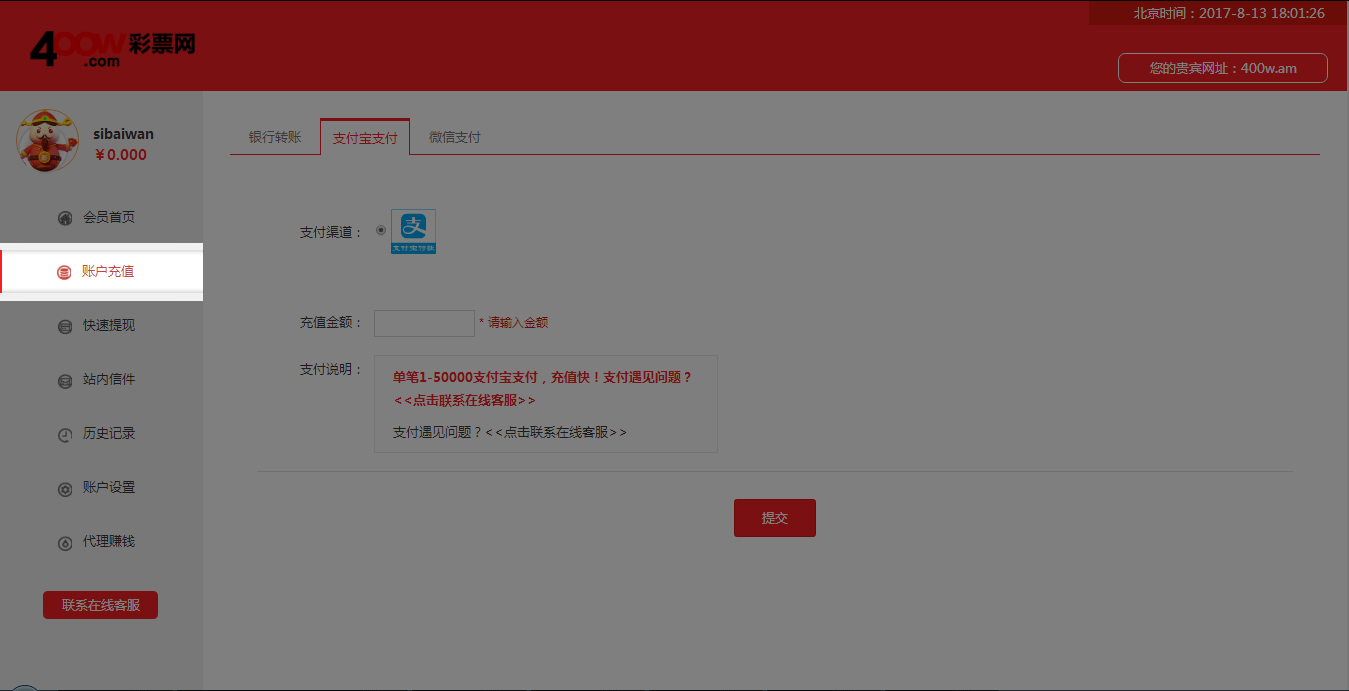 北京时间：2017-8-13 18:01:26
400W彩票网
.com
您的贵宾网址：400w.am
sibaiwan
￥0.000
银行转账 支付宝支付 微信支付
会员首页
账户充值
快速提现
站内信件
历史记录
账户设置
代理赚钱
联系在线客服
支付渠道：
支
支付宝付款
充值金额： * 请输入金额
支付说明：
单笔1-50000支付宝支付，充值快！支付遇见问题？
<<点击联系在线客服>>
支付遇见问题？<<点击联系在线客服>>
提交